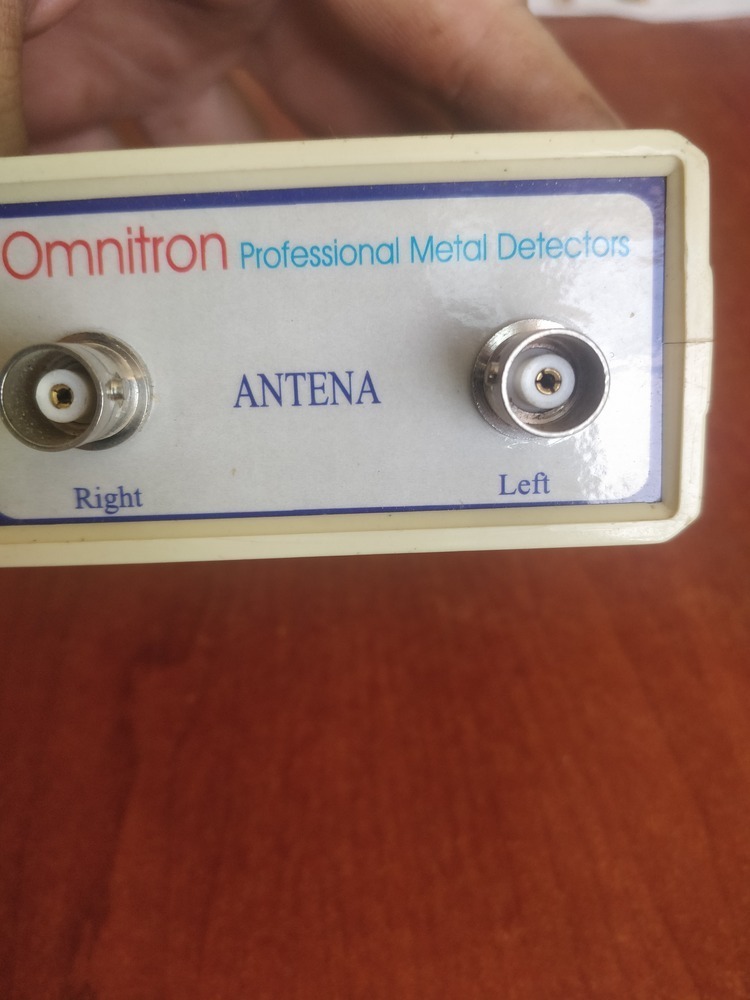 Omnitron Professional Metal Detectors
ANTENA
Right
Left